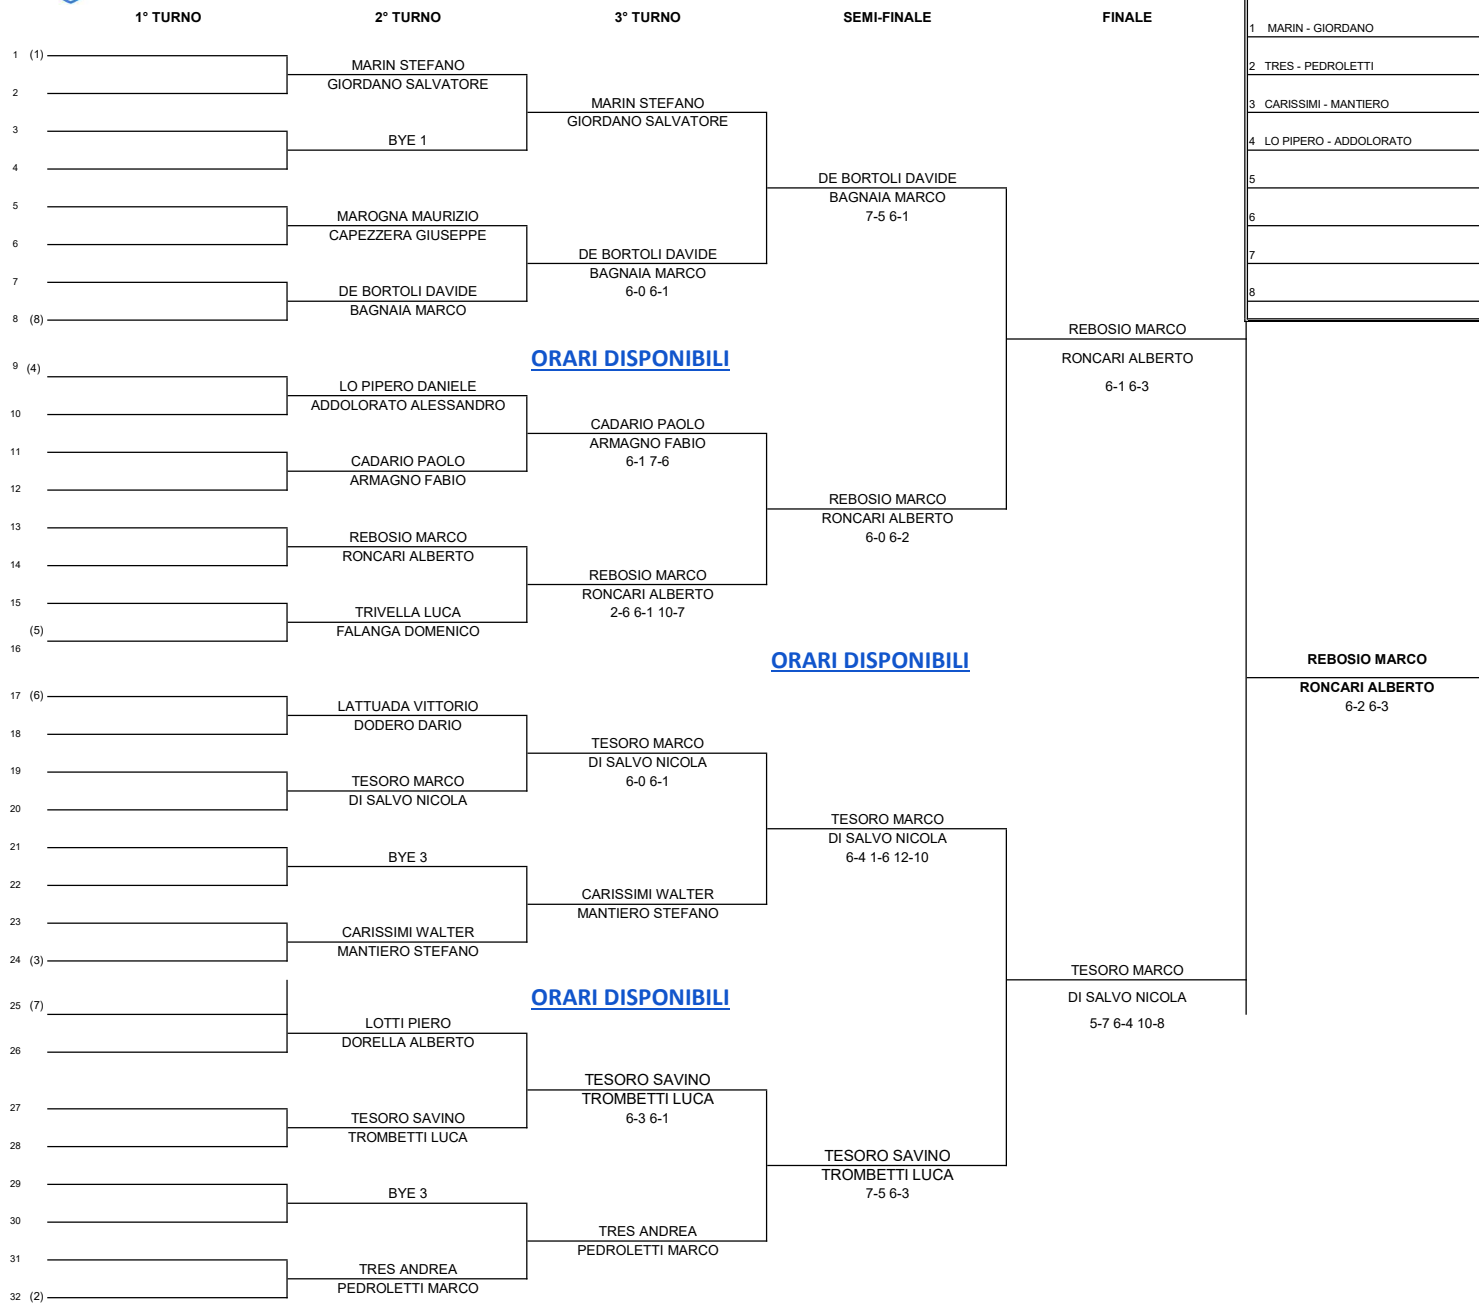 1° TURNO
2° TURNO
3° TURNO
SEMI-FINALE
FINALE
1 MARIN - GIORDANO
2 TRES - PEDROLETTI
3 CARISSIMI - MANTIERO
4 LO PIPERO - ADDOLORATO
5
6
7
8
1 (1)
2
3
4
5
6
7
8 (8)
9 (4)
10
11
12
13
14
15
(5)
16
17 (6)
18
19
20
21
22
23
24 (3)
25 (7)
26
27
28
29
30
31
32 (2)
MARIN STEFANO
GIORDANO SALVATORE
BYE 1
MAROGNA MAURIZIO
CAPEZZERA GIUSEPPE
DE BORTOLI DAVIDE
BAGNAIA MARCO
LO PIPERO DANIELE
ADDOLORATO ALESSANDRO
CADARIO PAOLO
ARMAGNO FABIO
REBOSIO MARCO
RONCARI ALBERTO
TRIVELLA LUCA
FALANGA DOMENICO
LATTUADA VITTORIO
DODERO DARIO
TESORO MARCO
DI SALVO NICOLA
BYE 3
CARISSIMI WALTER
MANTIERO STEFANO
LOTTI PIERO
DORELLA ALBERTO
TESORO SAVINO
TROMBETTI LUCA
BYE 3
TRES ANDREA
PEDROLETTI MARCO
MARIN STEFANO
GIORDANO SALVATORE
DE BORTOLI DAVIDE
BAGNAIA MARCO
6-0 6-1
ORARI DISPONIBILI
CADARIO PAOLO
ARMAGNO FABIO
6-1 7-6
REBOSIO MARCO
RONCARI ALBERTO
2-6 6-1 10-7
TESORO MARCO
DI SALVO NICOLA
6-0 6-1
CARISSIMI WALTER
MANTIERO STEFANO
ORARI DISPONIBILI
TESORO SAVINO
TROMBETTI LUCA
6-3 6-1
TRES ANDREA
PEDROLETTI MARCO
DE BORTOLI DAVIDE
BAGNAIA MARCO
7-5 6-1
REBOSIO MARCO
RONCARI ALBERTO
6-0 6-2
ORARI DISPONIBILI
TESORO MARCO
DI SALVO NICOLA
6-4 1-6 12-10
TESORO SAVINO
TROMBETTI LUCA
7-5 6-3
REBOSIO MARCO
RONCARI ALBERTO
6-1 6-3
TESORO MARCO
DI SALVO NICOLA
5-7 6-4 10-8
REBOSIO MARCO
RONCARI ALBERTO
6-2 6-3